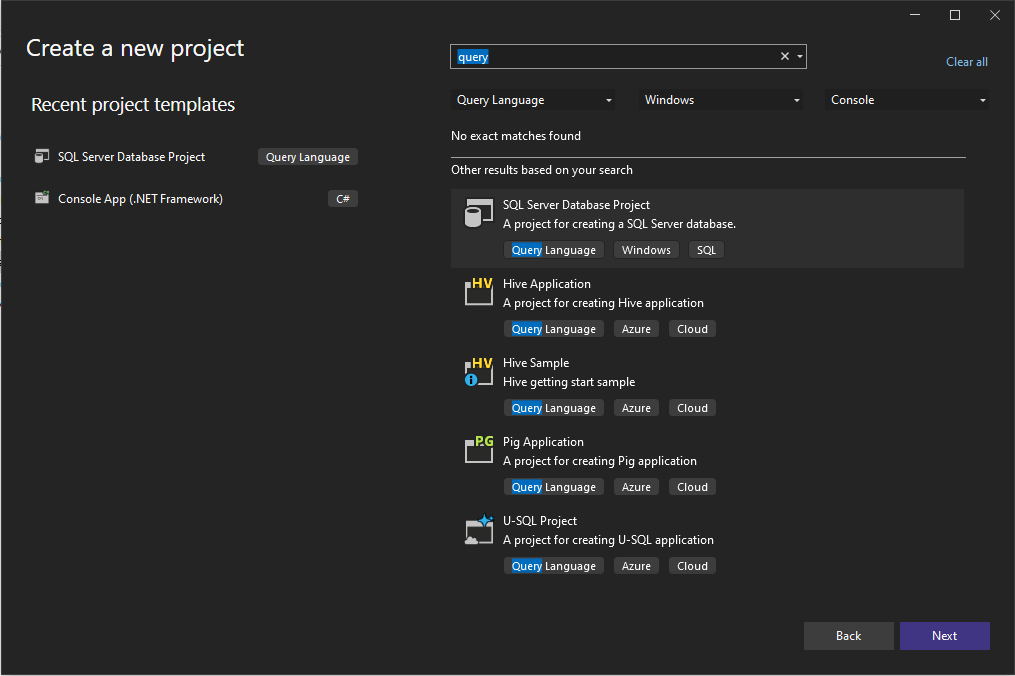 Create a new project
Recent project templates
SQL Server Database Project Query Language
Console App (.NET Framework) C#
query
Clear all
Query Language Windows Console
No exact matches found
Other results based on your search
SQL Server Database Project
A project for creating a SQL Server database.
Query Language Windows SQL
HV
Hive Application
A project for creating Hive application
Query Language Azure Cloud
HV
Hive Sample
Hive getting start sample
Query Language Azure Cloud
P.G
Pig Application
A project for creating Pig application
Query Language Azure Cloud
U-SQL Project
A project for creating U-SQL application
Query Language Azure Cloud
Back Next